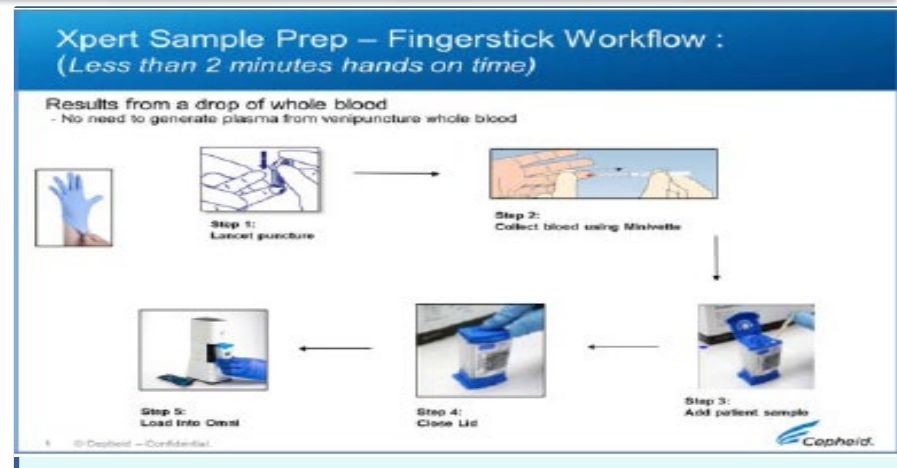 Xpert Sample Prep – Fingerstick Workflow :
(Less than 2 minutes hands on time)
Results from a drop of whole blood
- No need to generate plasma from venipuncture whole blood
Step 1:
Lancet puncture
Step 2:
Collect blood using Minivette
Step 3:
Add patient sample
Step 4:
Close Lid
Step 5:
Load Into Omni
1 © Cepheid – Confidential
Cepheid.